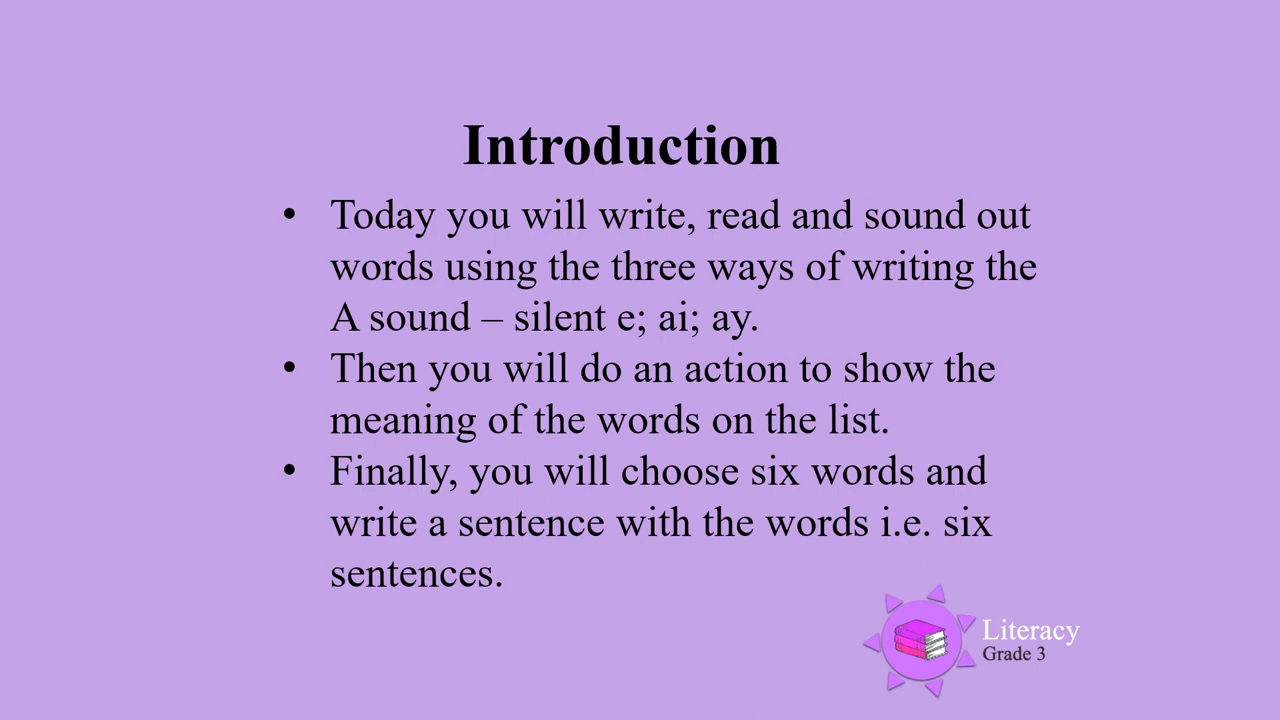 Introduction
• Today you will write, read and sound out
words using the three ways of writing the
A sound – silent e; ai; ay.
• Then you will do an action to show the
meaning of the words on the list.
• Finally, you will choose six words and
write a sentence with the words i.e. six
sentences.
Literacy
Grade 3